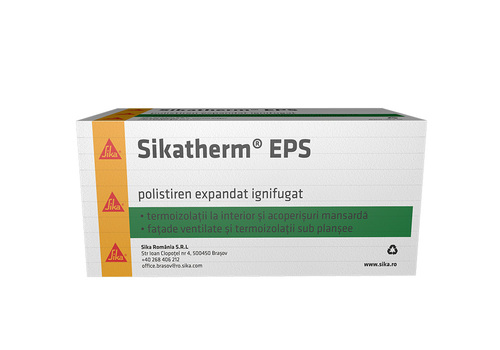 Sikatherm® EPS
polistiren expandat ignifugat
• termoizolații la interior și acoperișuri mansardă
• fațade ventilate și termoizolații sub planșee
Sika România S.R.L
Str Ioan Clopoțel nr 4, 500450 Brașov
+40 268 406 212
office.brasov@ro.sika.com
www.sika.ro
Sika
Sika
Sika